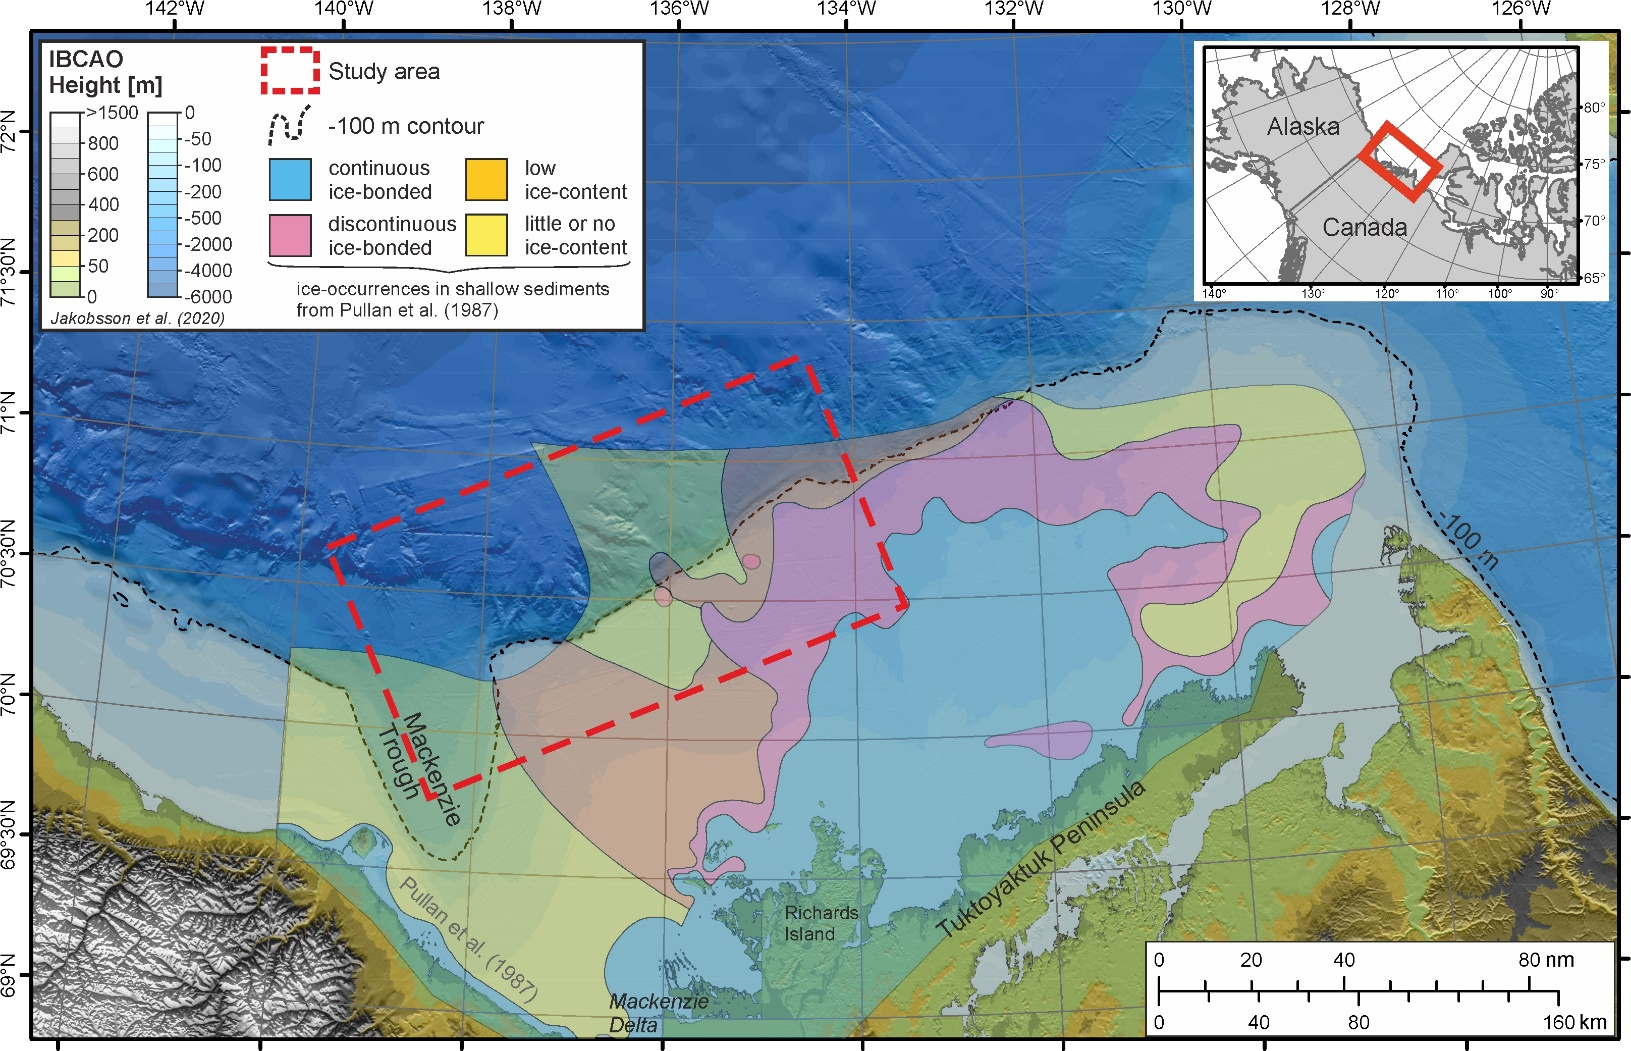 142°W 140°W 138°W 136°W 134°W 132°W 130°W 128°W 126°W
72°N
71°30'N
71°N
70°30'N
70°N
69°30'N
69°N
IBCAO
Height [m]
>1500
800
600
400
200
50
0
0
-50
-100
-200
-500
-2000
-4000
-6000
Jakobsson et al. (2020)
Study area
-100 m contour
continuous
ice-bonded
low
ice-content
discontinuous
ice-bonded
little or no
ice-content
ice-occurrences in shallow sediments
from Pullan et al. (1987)
Alaska
Canada
80°
75°
70°
65°
140° 130° 120° 110° 100° 90°
-100 m
Mackenzie
Trough
Pullan et al. (1987)
Mackenzie
Delta
Richards
Island
Tuktoyaktuk Peninsula
0 20 40 80 nm
0 40 80 160 km